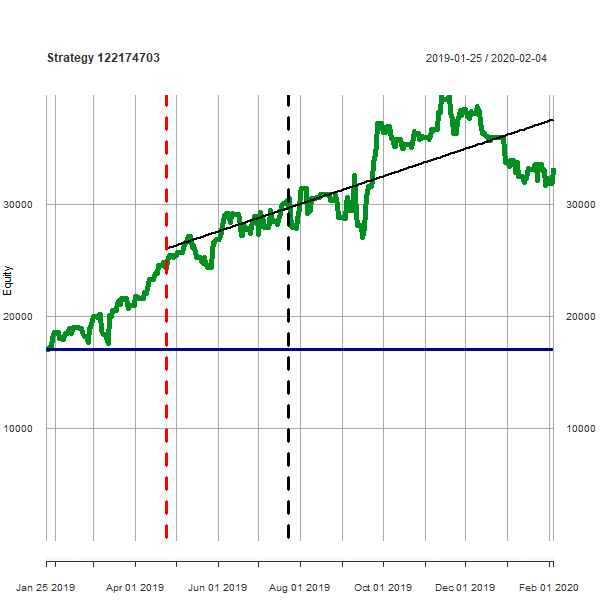 Strategy 122174703
2019-01-25 / 2020-02-04
30000
30000
Equity
20000
20000
10000
10000
Jan 25 2019
Apr 01 2019
Jun 01 2019
Aug 01 2019
Oct 01 2019
Dec 01 2019
Feb 01 2020